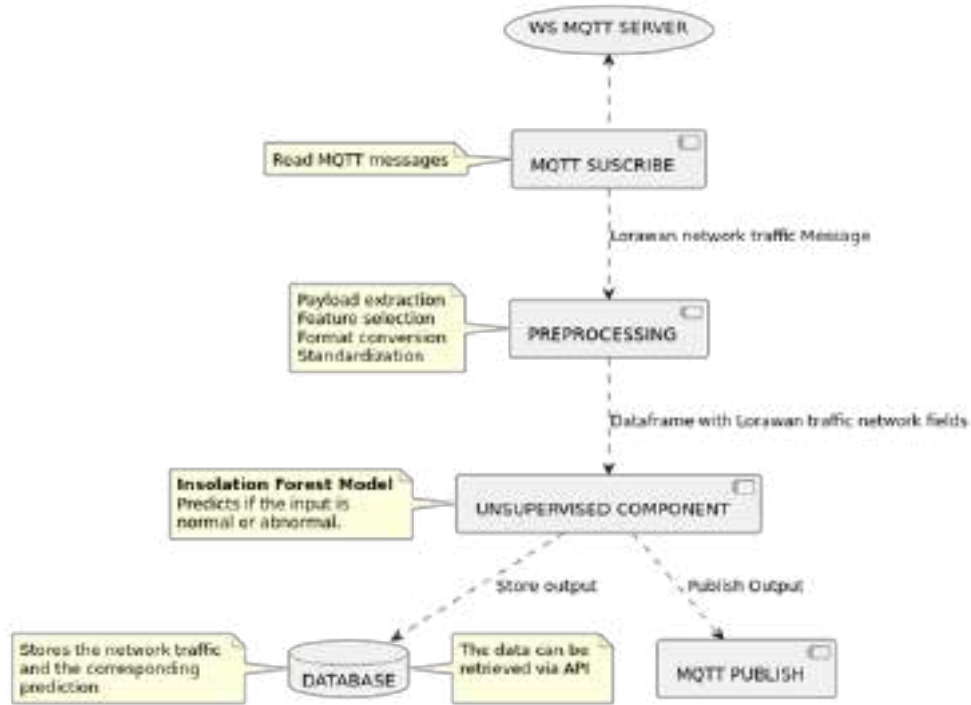 WS MQTT SERVER
Read MQTT messages
MQTT SUSCRIBE
Lorawan network traffic Message
Payload extraction
Feature selection
Format conversion
Standardization
PREPROCESSING
Dataframe with Lorawan traffic network fields
Insolation Forest Model
Predicts if the input is
normal or abnormal.
UNSUPERVISED COMPONENT
Store output
Publish Output
Stores the network traffic
and the corresponding
prediction
DATABASE
The data can be
retrieved via API
MQTT PUBLISH